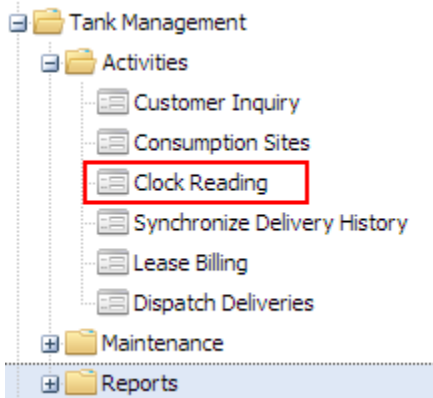 Tank Management
Activities
Customer Inquiry
Consumption Sites
Clock Reading
Synchronize Delivery History
Lease Billing
Dispatch Deliveries
Maintenance
Reports